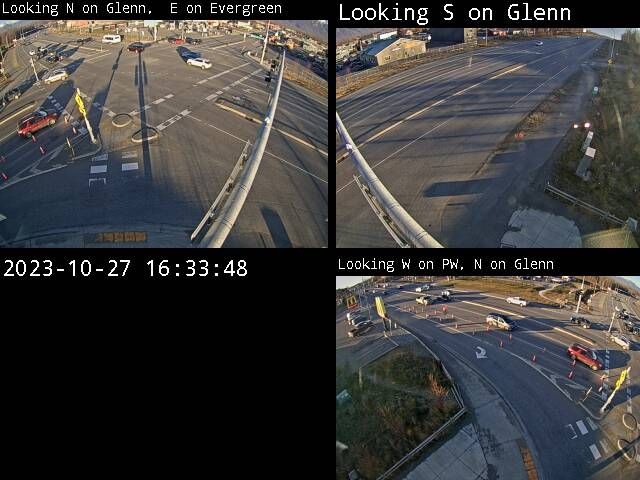 Looking N on Glenn,  E on Evergreen
Looking S on Glenn
2023-10-27 16:33:48
Looking W on PW, N on Glenn